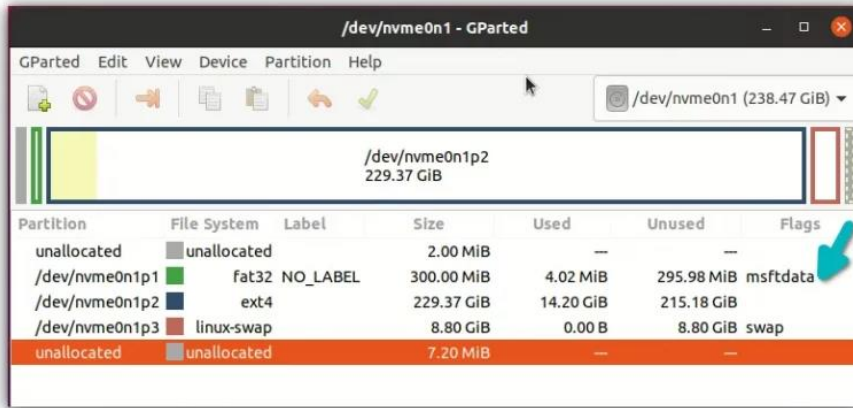 /dev/nvme0n1 - GParted
GParted Edit View Device Partition Help
/dev/nvme0n1 (238.47 GiB)
/dev/nvme0n1p2
229.37 GiB
Partition File System Label Size Used Unused Flags
unallocated unallocated 2.00 MiB — —
/dev/nvme0n1p1 fat32 NO_LABEL 300.00 MiB 4.02 MiB 295.98 MiB msftdata
/dev/nvme0n1p2 ext4 229.37 GiB 14.20 GiB 215.18 GiB
/dev/nvme0n1p3 linux-swap 8.80 GiB 0.00 B 8.80 GiB swap
unallocated unallocated 7.20 MiB — —